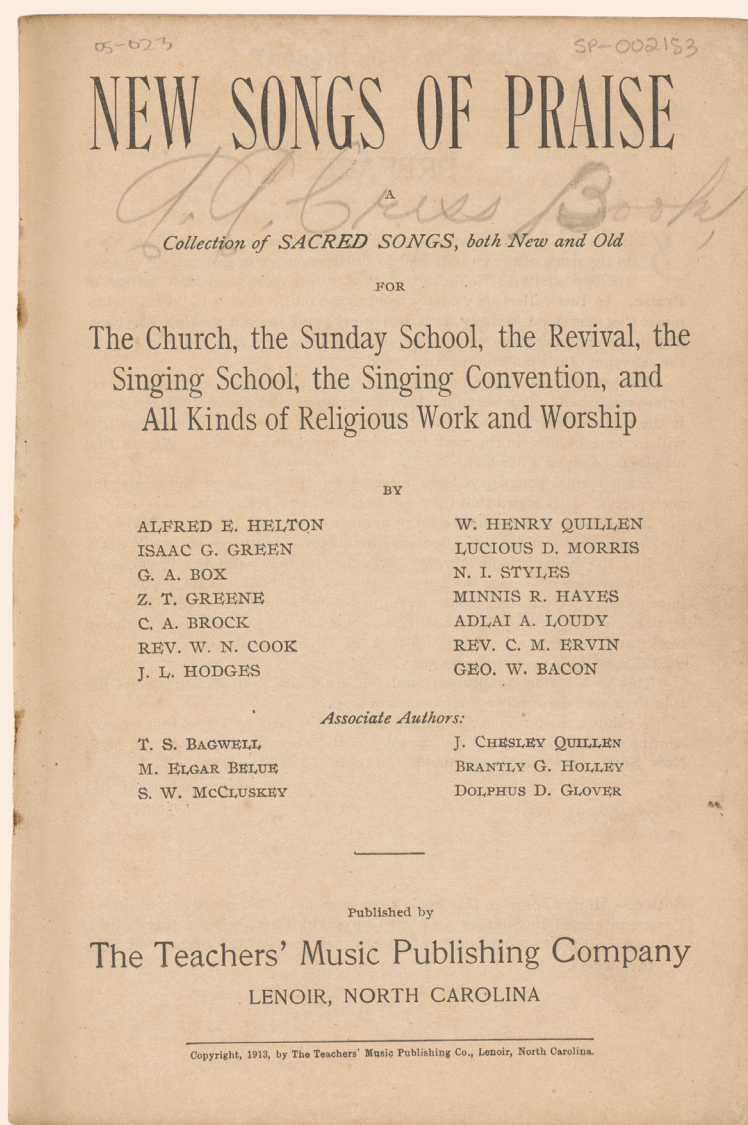 05-023
SP-002153
NEW SONGS OF PRAISE
A
Collection of SACRED SONGS, both New and Old
FOR
The Church, the Sunday School, the Revival, the
Singing School, the Singing Convention, and
All Kinds of Religious Work and Worship
BY
ALFRED E. HELTON
ISAAC G. GREEN
G. A. BOX
Z. T. GREENE
C. A. BROCK
REV. W. N. COOK
J. L. HODGES
W. HENRY QUILLEN
LUCIOUS D. MORRIS
N. I. STYLES
MINNIS R. HAYES
ADLAI A. LOUDY
REV. C. M. ERVIN
GEO. W. BACON
Associate Authors:
T. S. BAGWELL
M. ELGAR BELUE
S. W. MCCLUSKEY
J. CHESLEY QUILLEN
BRANTLY G. HOLLEY
DOLPHUS D. GLOVER
Published by
The Teachers' Music Publishing Company
LENOIR, NORTH CAROLINA
Copyright, 1913, by The Teachers' Music Publishing Co., Lenoir, North Carolina.
Cress Book